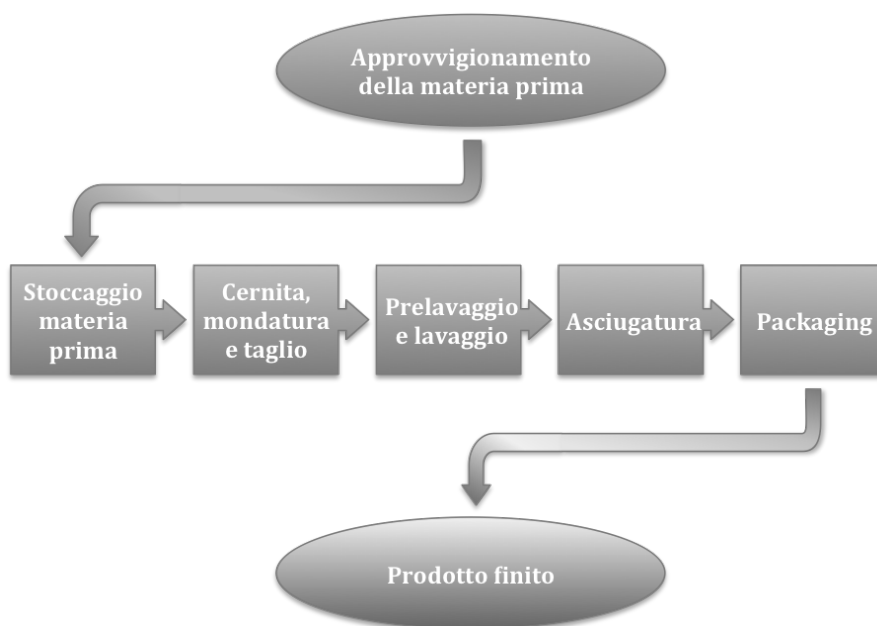 Approvvigionamento
della materia prima
Stoccaggio
materia
prima
Cernita,
mondatura
e taglio
Prelavaggio
e lavaggio
Asciugatura
Packaging
Prodotto finito